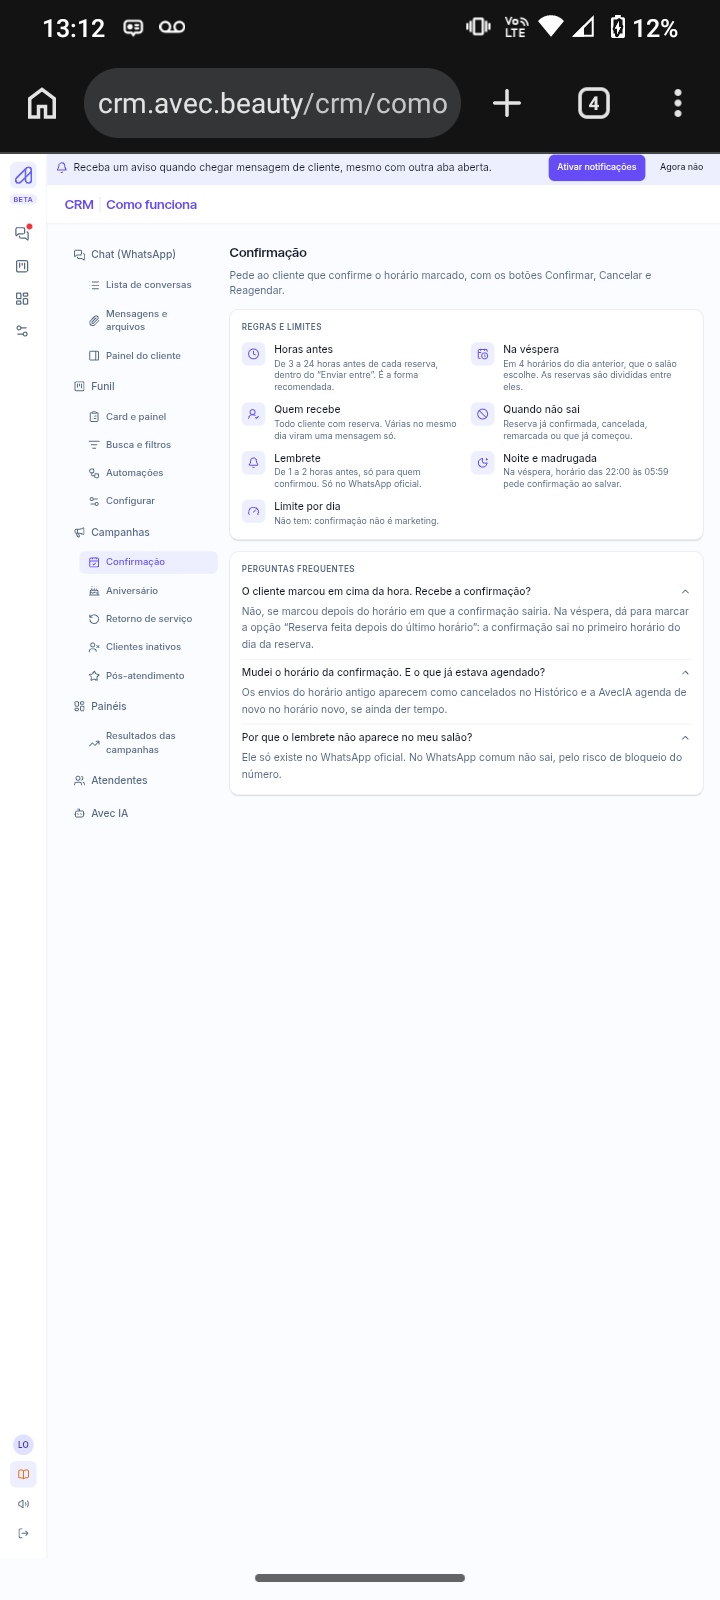 13:12
Vo LTE
12%
crm.avec.beauty/crm/como
4
BETA
Receba um aviso quando chegar mensagem de cliente, mesmo com outra aba aberta.
Ativar notificações
Agora não
CRM | Como funciona
Chat (WhatsApp)
Lista de conversas
Mensagens e
arquivos
Painel do cliente
Funil
Card e painel
Busca e filtros
Automações
Configurar
Campanhas
Confirmação
Aniversário
Retorno de serviço
Clientes inativos
Pós-atendimento
Painéis
Resultados das
campanhas
Atendentes
Avec IA
Confirmação
Pede ao cliente que confirme o horário marcado, com os botões Confirmar, Cancelar e
Reagendar.
REGRAS E LIMITES
Horas antes
De 3 a 24 horas antes de cada reserva,
dentro do “Enviar entre”. É a forma
recomendada.
Na véspera
Em 4 horários do dia anterior, que o salão
escolhe. As reservas são divididas entre
eles.
Quem recebe
Todo cliente com reserva. Várias no mesmo
dia viram uma mensagem só.
Quando não sai
Reserva já confirmada, cancelada,
remarcada ou que já começou.
Lembrete
De 1 a 2 horas antes, só para quem
confirmou. Só no WhatsApp oficial.
Noite e madrugada
Na véspera, horário das 22:00 às 05:59
pede confirmação ao salvar.
Limite por dia
Não tem: confirmação não é marketing.
PERGUNTAS FREQUENTES
O cliente marcou em cima da hora. Recebe a confirmação?
Não, se marcou depois do horário em que a confirmação sairia. Na véspera, dá para marcar
a opção “Reserva feita depois do último horário”: a confirmação sai no primeiro horário do
dia da reserva.
Mudei o horário da confirmação. E o que já estava agendado?
Os envios do horário antigo aparecem como cancelados no Histórico e a AvecIA agenda de
novo no horário novo, se ainda der tempo.
Por que o lembrete não aparece no meu salão?
Ele só existe no WhatsApp oficial. No WhatsApp comum não sai, pelo risco de bloqueio do
número.
LO